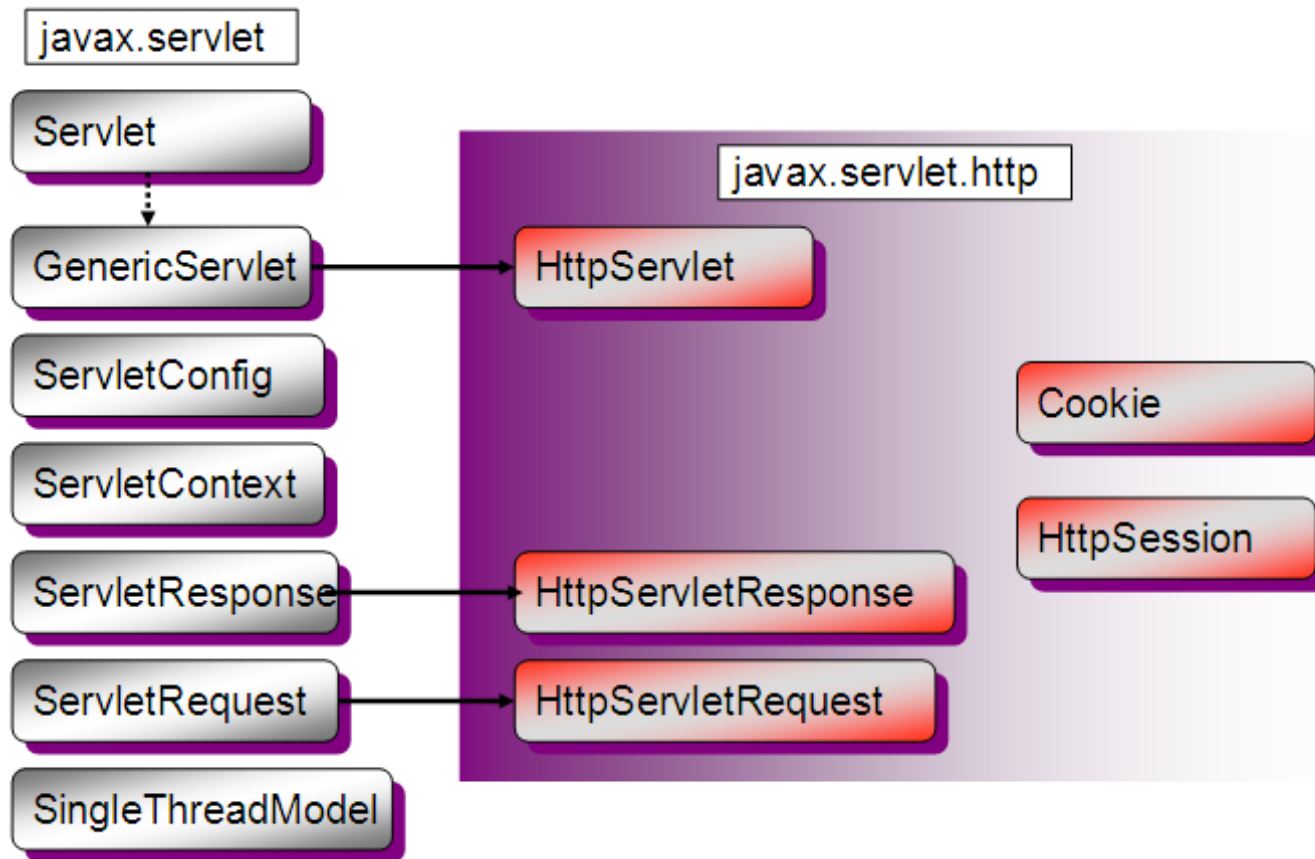 javax.servlet
Servlet
javax.servlet.http
GenericServlet
HttpServlet
ServletConfig
Cookie
ServletContext
HttpSession
ServletResponse
HttpServletResponse
ServletRequest
HttpServletRequest
SingleThreadModel